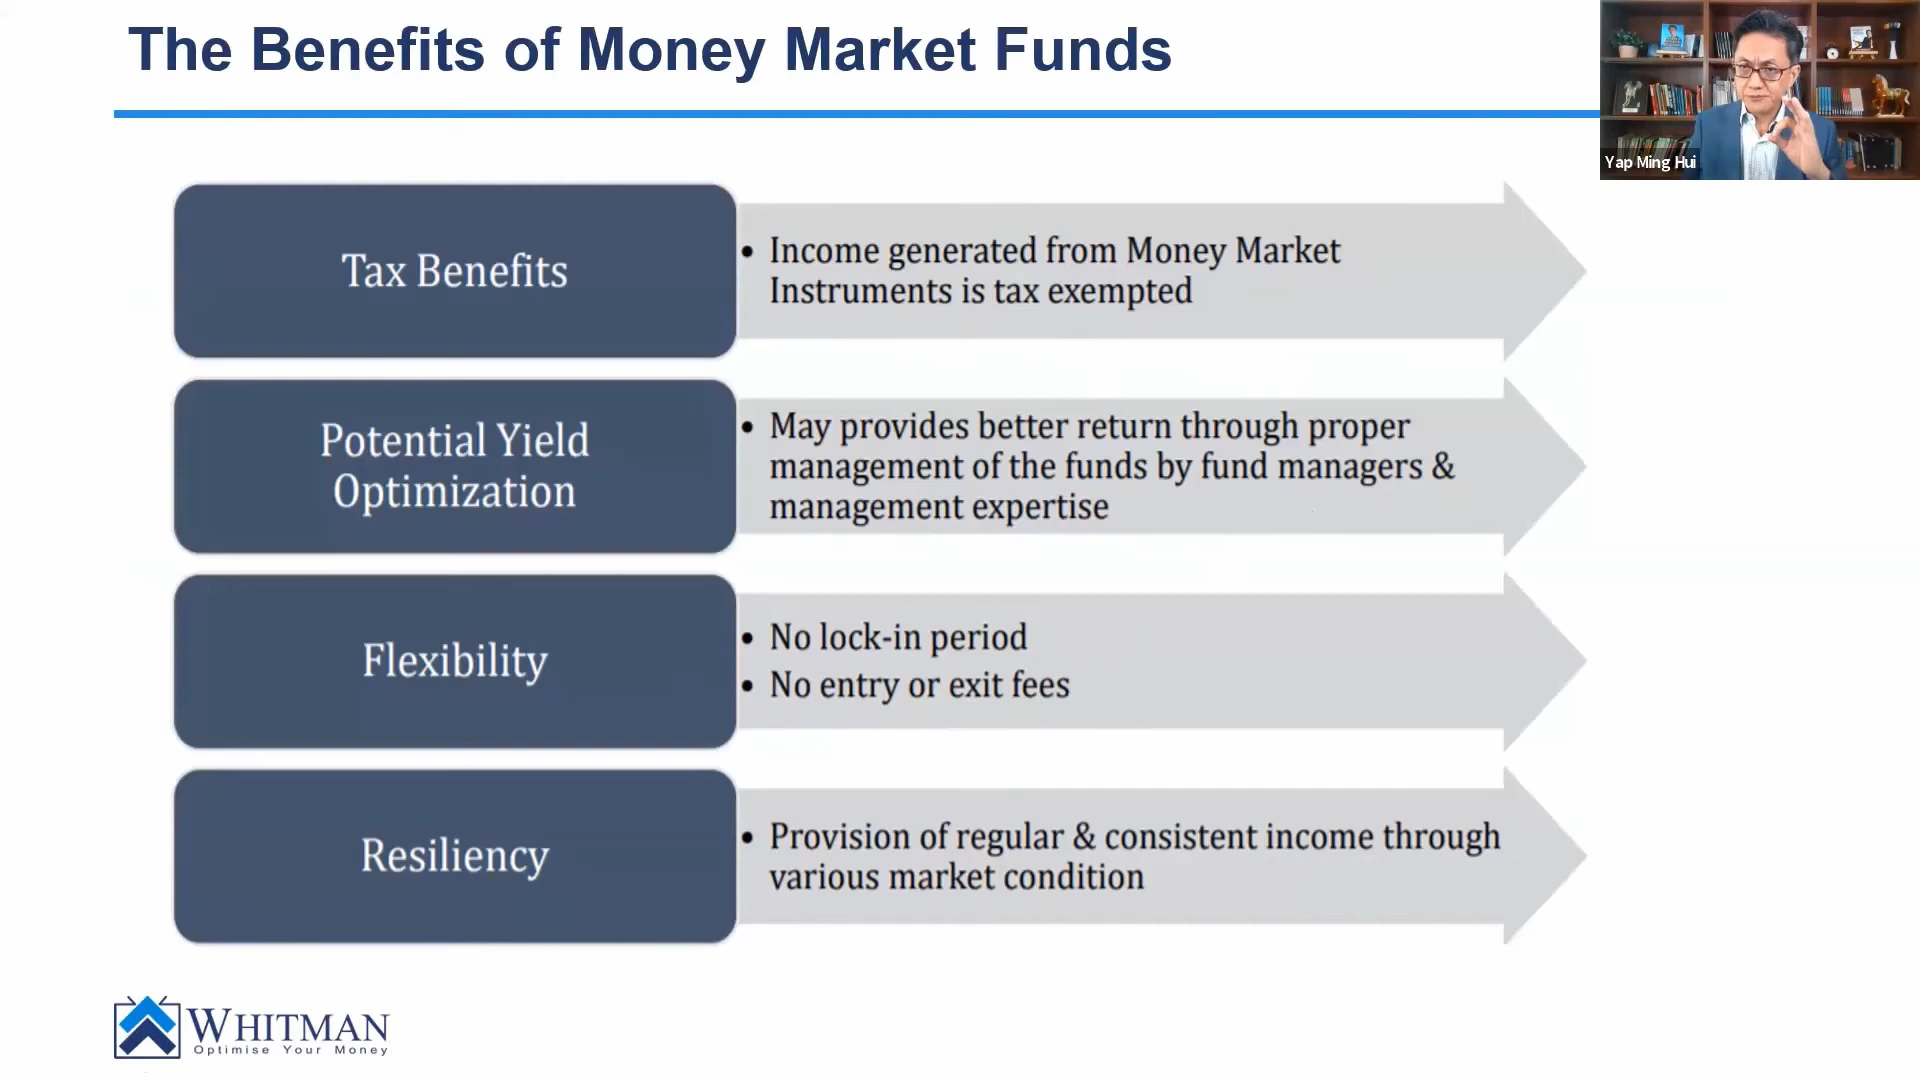 The Benefits of Money Market Funds
Yap Ming Hui
Tax Benefits
• Income generated from Money Market
Instruments is tax exempted
Potential Yield
Optimization
• May provides better return through proper
management of the funds by fund managers &
management expertise
Flexibility
• No lock-in period
• No entry or exit fees
Resiliency
• Provision of regular & consistent income through
various market condition
WHITMAN
Optimise Your Money